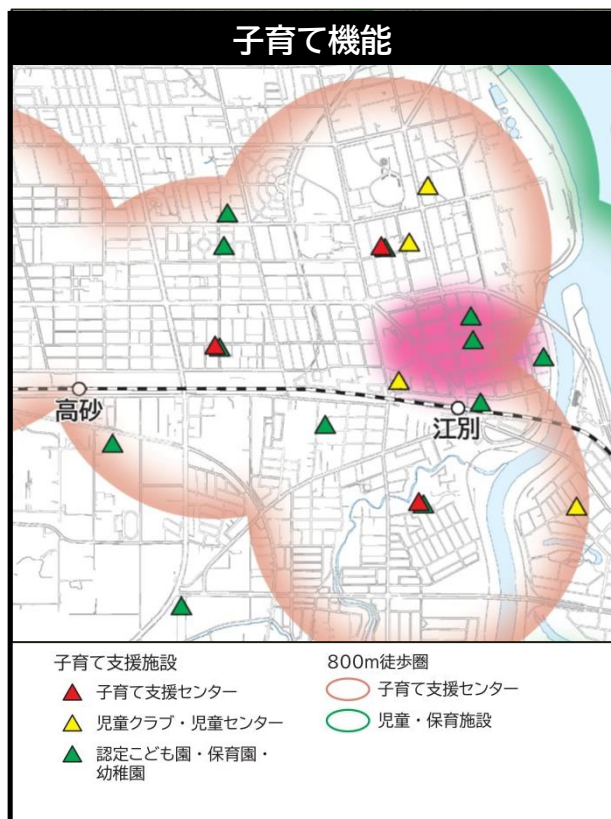 子育て機能
高砂
江別
子育て支援施設
子育て支援センター
児童クラブ・児童センター
認定こども園・保育園・
幼稚園
800m徒歩圏
子育て支援センター
児童・保育施設